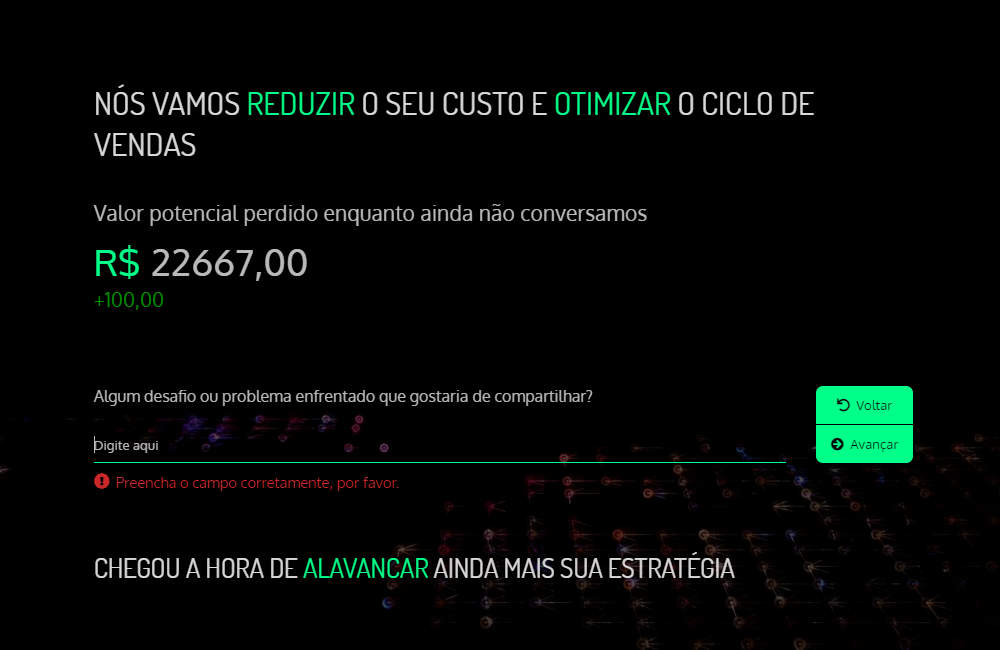 NÓS VAMOS REDUZIR O SEU CUSTO E OTIMIZAR O CICLO DE
VENDAS
Valor potencial perdido enquanto ainda não conversamos
R$ 22667,00
+100,00
Algum desafio ou problema enfrentado que gostaria de compartilhar?
Voltar
Digite aqui
Avançar
Preencha o campo corretamente, por favor.
CHEGOU A HORA DE ALAVANCAR AINDA MAIS SUA ESTRATÉGIA